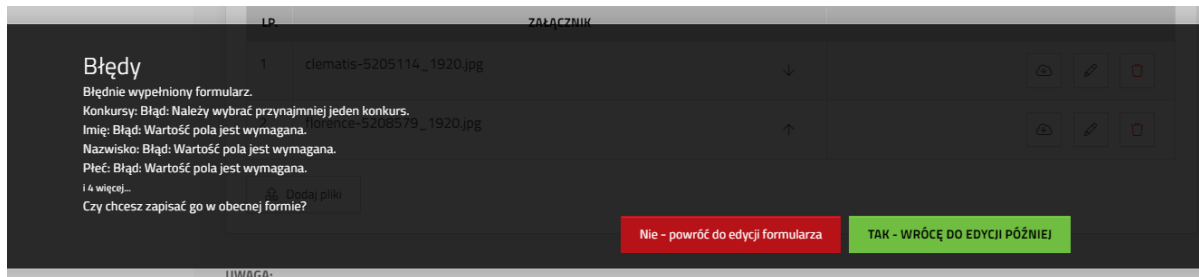 LP. ZAŁĄCZNIK
1 clematis-5205114_1920.jpg
Błędy
Błędnie wypełniony formularz.
Konkursy: Błąd: Należy wybrać przynajmniej jeden konkurs.
2 florence-5208579_1920.jpg
Imię: Błąd: Wartość pola jest wymagana.
Nazwisko: Błąd: Wartość pola jest wymagana.
Płeć: Błąd: Wartość pola jest wymagana.
i 4 więcej...
Dodaj pliki
Czy chcesz zapisać go w obecnej formie?
Nie - powróć do edycji formularza TAK - WRÓCĘ DO EDYCJI PÓŹNIEJ
UWAGA: